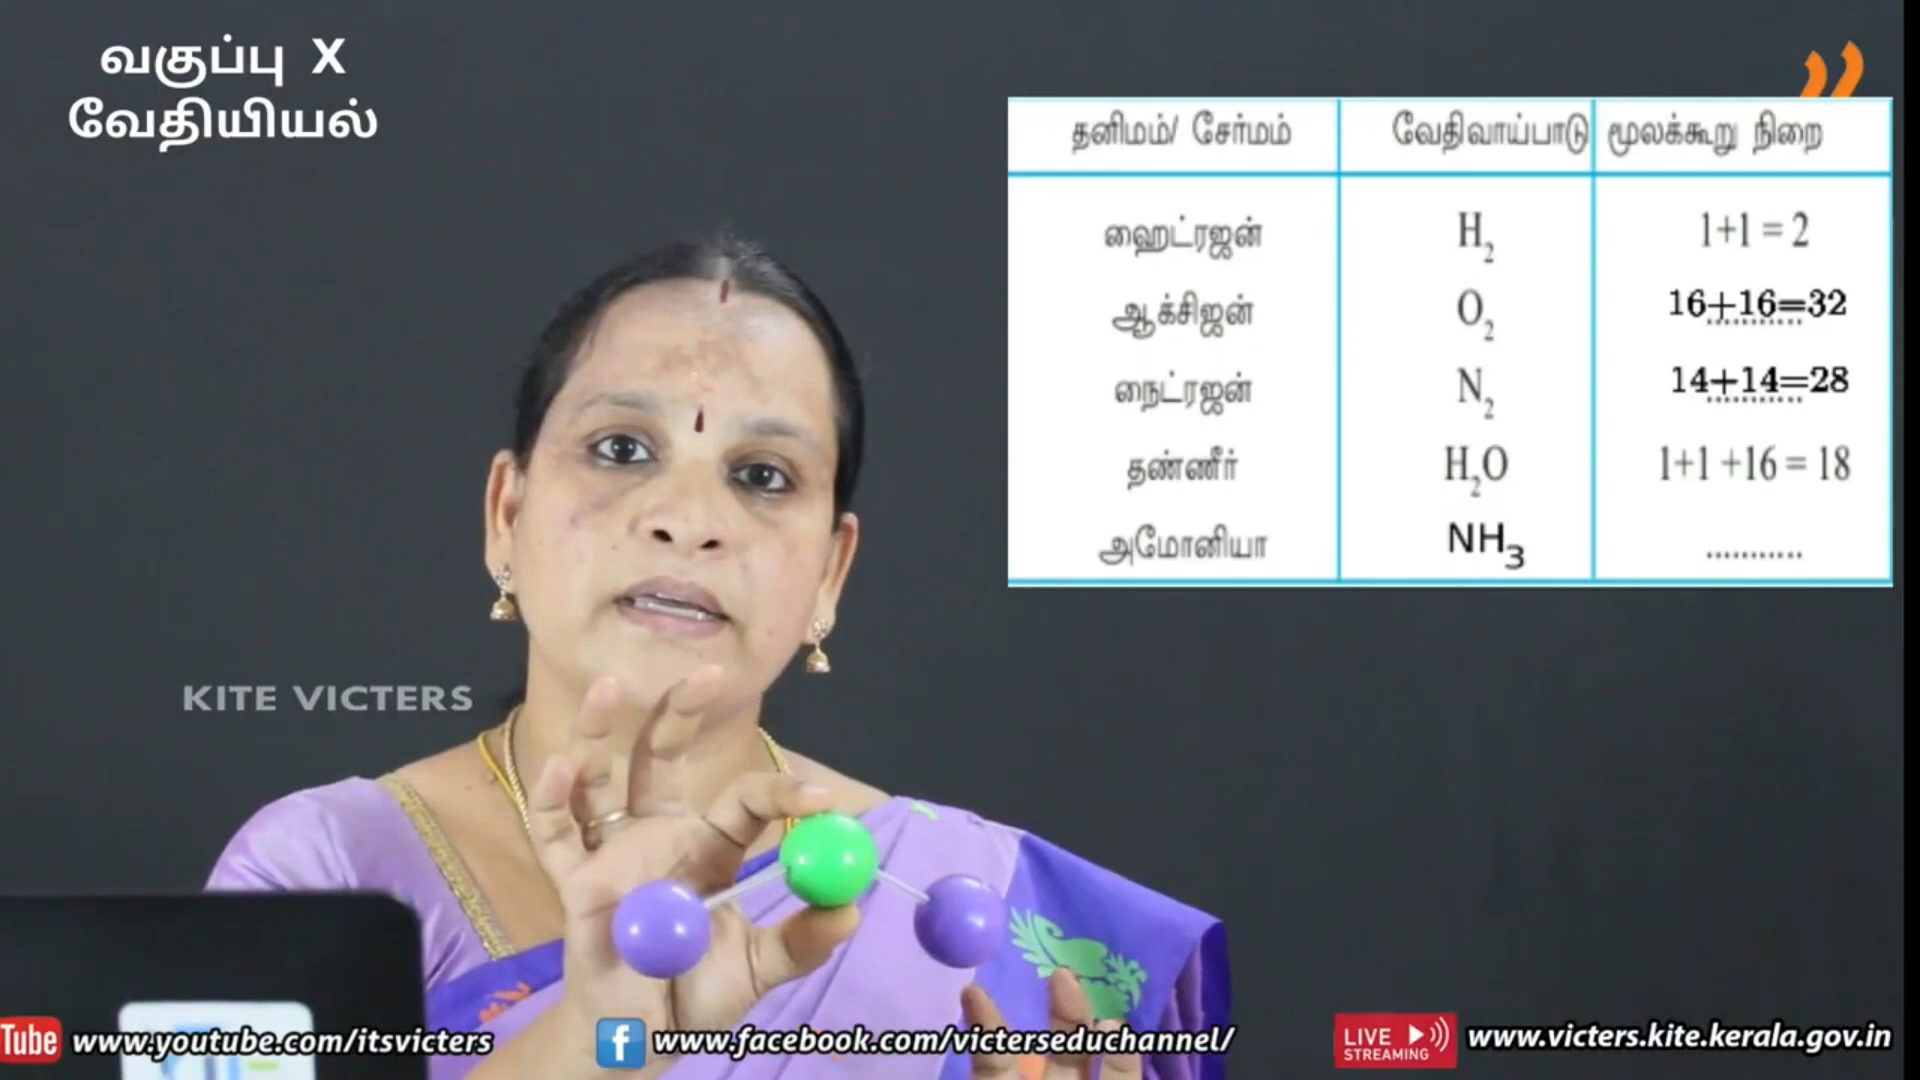 வகுப்பு X
வேதியியல்
தனிமம்/ சேர்மம் வேதிவாய்பாடு மூலக்கூறு நிறை
ஹைட்ரஜன் H₂ 1+1 = 2
ஆக்சிஜன் O₂ 16+16=32
நைட்ரஜன் N₂ 14+14=28
தண்ணீர் H₂O 1+1 +16 = 18
அமோனியா NH₃ ...........
KITE VICTERS
Tube www.youtube.com/itsvicters f www.facebook.com/victerseduchannel/ LIVE STREAMING www.victers.kite.kerala.gov.in